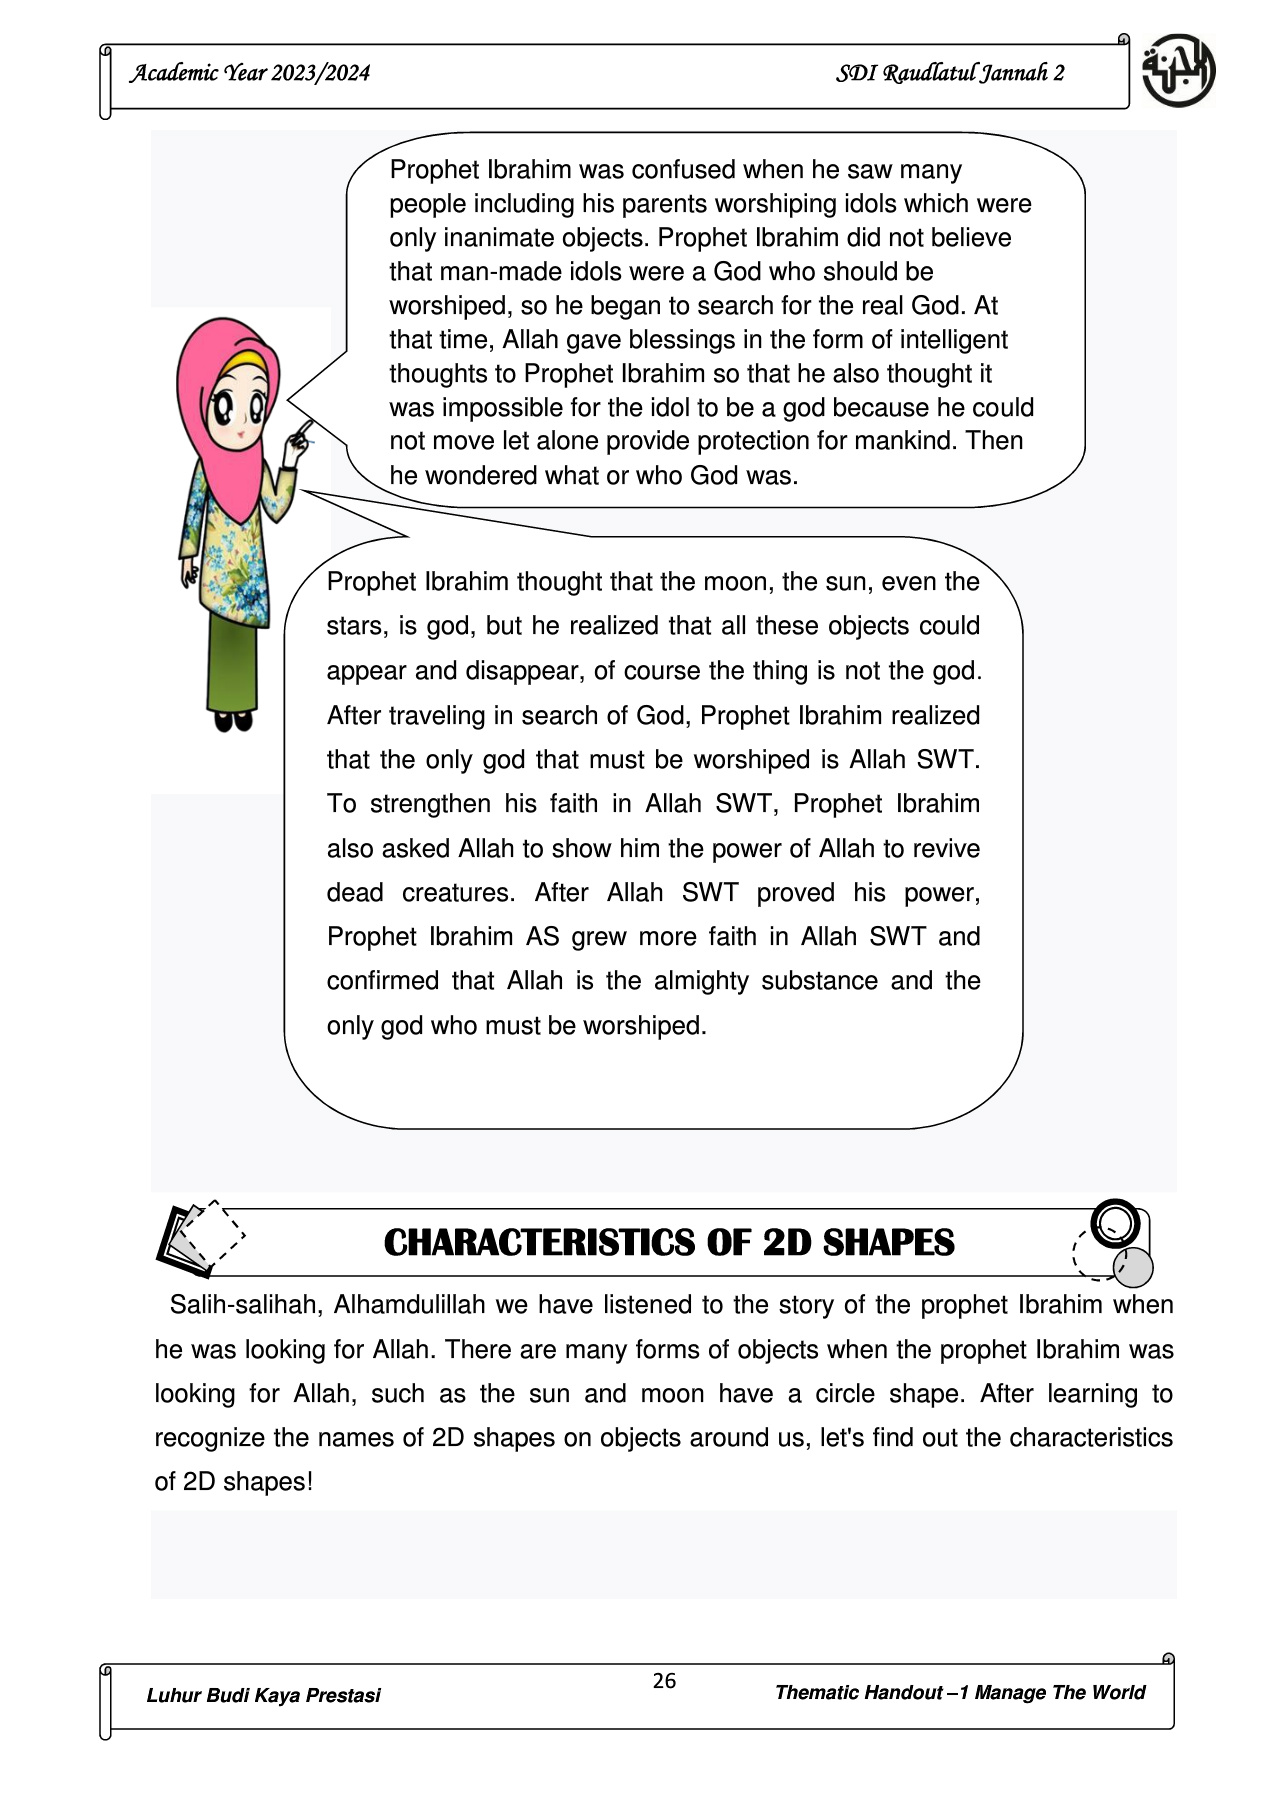 Academic Year 2023/2024
SDI Raudlatul Jannah 2
Prophet Ibrahim was confused when he saw many
people including his parents worshiping idols which were
only inanimate objects. Prophet Ibrahim did not believe
that man-made idols were a God who should be
worshiped, so he began to search for the real God. At
that time, Allah gave blessings in the form of intelligent
thoughts to Prophet Ibrahim so that he also thought it
was impossible for the idol to be a god because he could
not move let alone provide protection for mankind. Then
he wondered what or who God was.
Prophet Ibrahim thought that the moon, the sun, even the
stars, is god, but he realized that all these objects could
appear and disappear, of course the thing is not the god.
After traveling in search of God, Prophet Ibrahim realized
that the only god that must be worshiped is Allah SWT.
To strengthen his faith in Allah SWT, Prophet Ibrahim
also asked Allah to show him the power of Allah to revive
dead creatures. After Allah SWT proved his power,
Prophet Ibrahim AS grew more faith in Allah SWT and
confirmed that Allah is the almighty substance and the
only god who must be worshiped.
CHARACTERISTICS OF 2D SHAPES
Salih-salihah, Alhamdulillah we have listened to the story of the prophet Ibrahim when
he was looking for Allah. There are many forms of objects when the prophet Ibrahim was
looking for Allah, such as the sun and moon have a circle shape. After learning to
recognize the names of 2D shapes on objects around us, let's find out the characteristics
of 2D shapes!
Luhur Budi Kaya Prestasi
26
Thematic Handout –1 Manage The World